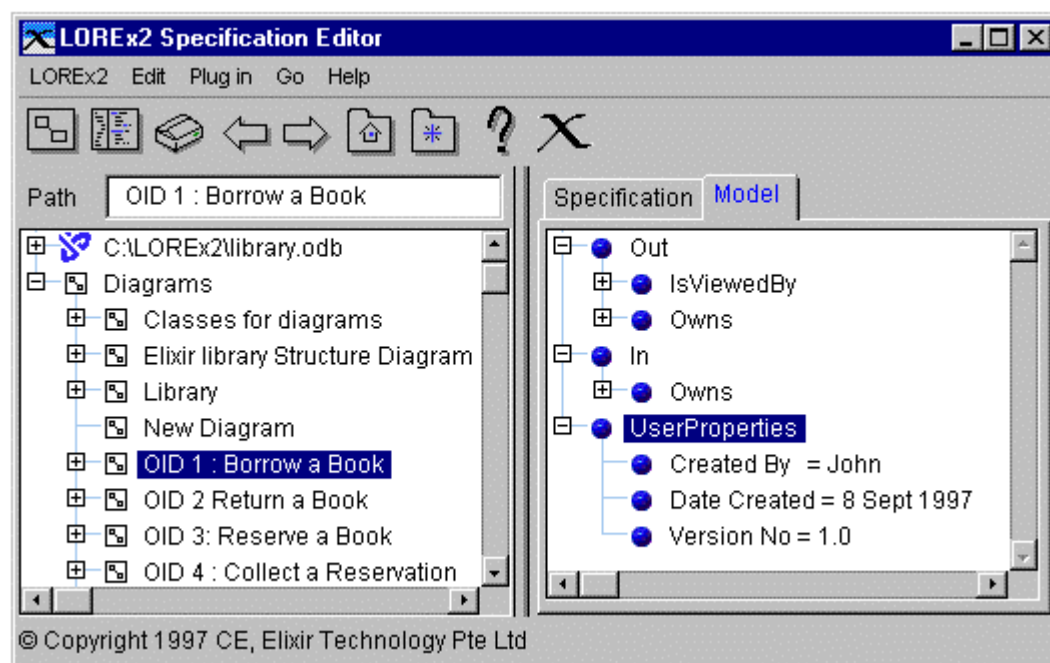 LOREx2 Specification Editor
LOREx2 Edit Plug in Go Help
Path OID 1 : Borrow a Book
C:\LOREx2\library.odb
Diagrams
Classes for diagrams
Elixir library Structure Diagram
Library
New Diagram
OID 1 : Borrow a Book
OID 2 Return a Book
OID 3: Reserve a Book
OID 4 : Collect a Reservation
Specification Model
Out
IsViewedBy
Owns
In
Owns
UserProperties
Created By = John
Date Created = 8 Sept 1997
Version No = 1.0
© Copyright 1997 CE, Elixir Technology Pte Ltd